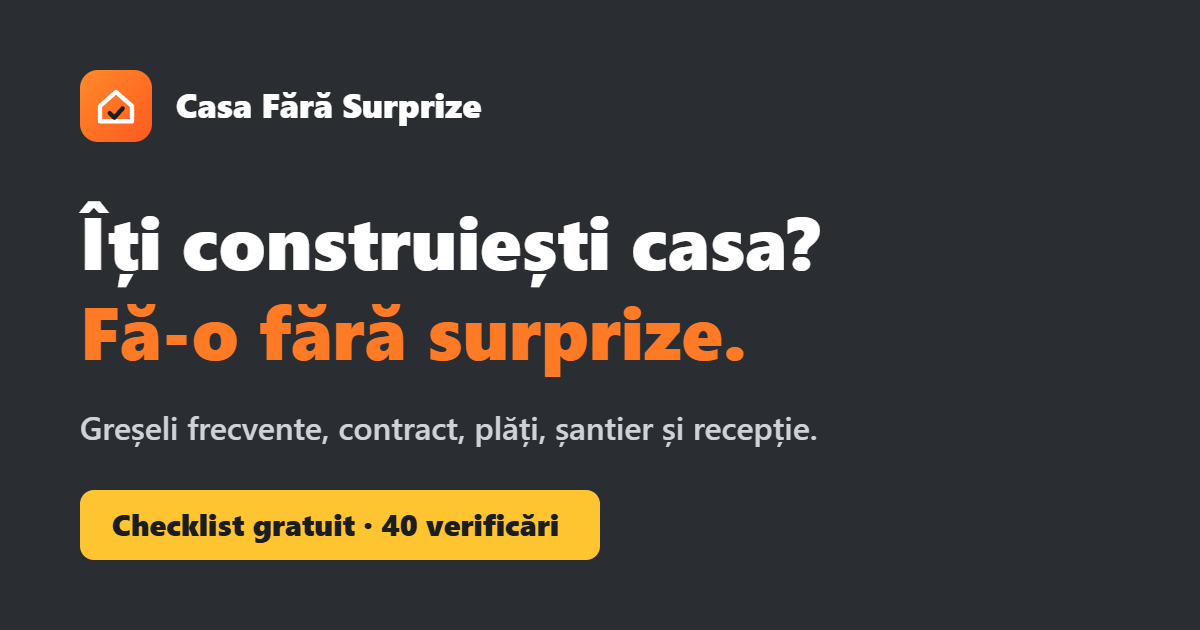 Casa Fără Surprize
Îți construiești casa?
Fă-o fără surprize.
Greșeli frecvente, contract, plăți, șantier și recepție.
Checklist gratuit · 40 verificări